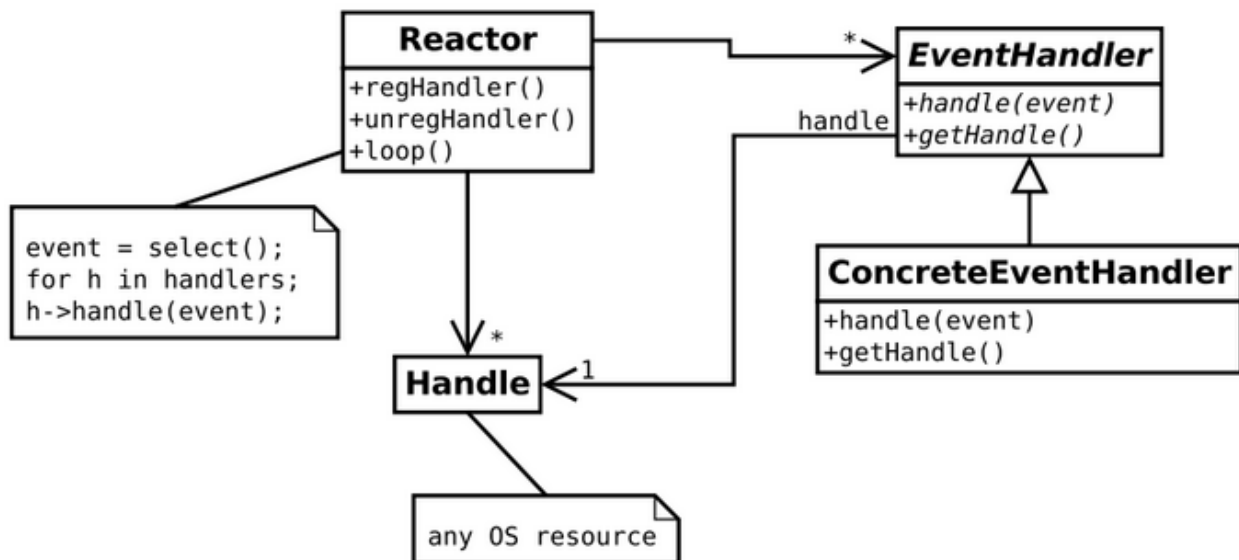 Reactor
+regHandler()
+unregHandler()
+loop()
*
EventHandler
+handle(event)
+getHandle()
handle
event = select();
for h in handlers;
h->handle(event);
ConcreteEventHandler
+handle(event)
+getHandle()
*
1
Handle
any OS resource